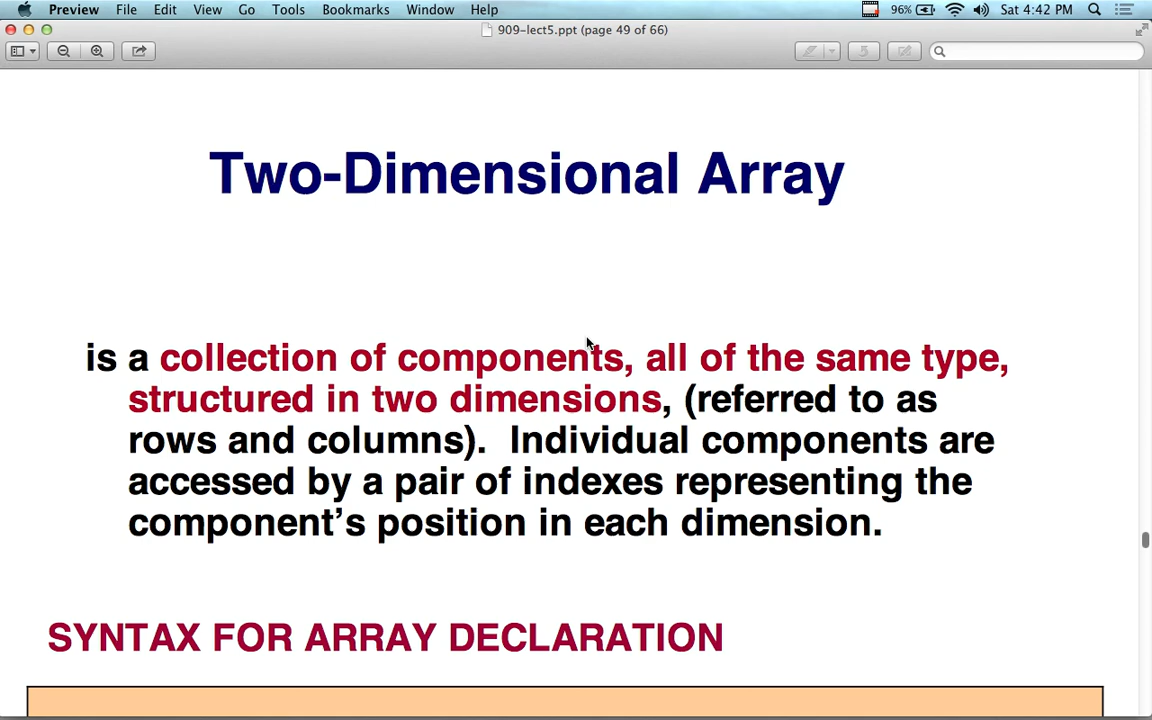 Preview File Edit View Go Tools Bookmarks Window Help 96% Sat 4:42 PM
909-lect5.ppt (page 49 of 66)
Two-Dimensional Array
is a collection of components, all of the same type,
structured in two dimensions, (referred to as
rows and columns). Individual components are
accessed by a pair of indexes representing the
component’s position in each dimension.
SYNTAX FOR ARRAY DECLARATION